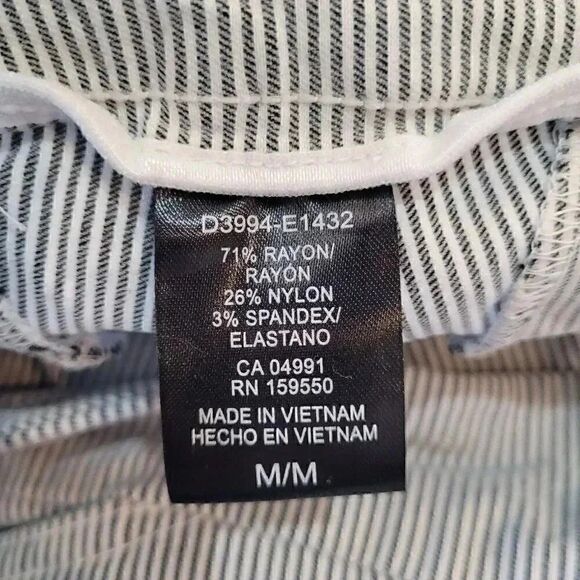 D3994-E1432
71% RAYON/
RAYON
26% NYLON
3% SPANDEX/
ELASTANO
CA 04991
RN 159550
MADE IN VIETNAM
HECHO EN VIETNAM
M/M